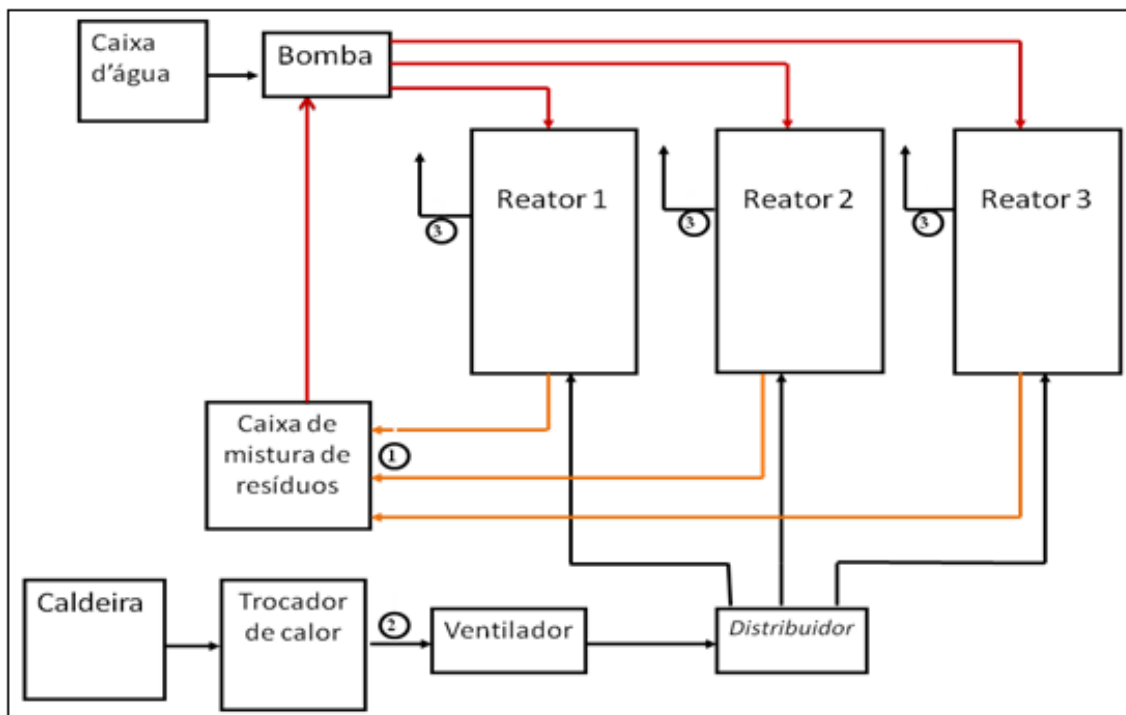 Caixa
d'água
Bomba
Reator 1
Reator 2
Reator 3
3
3
3
Caixa de
mistura de
resíduos
1
Caldeira
Trocador
de calor
2
Ventilador
Distribuidor